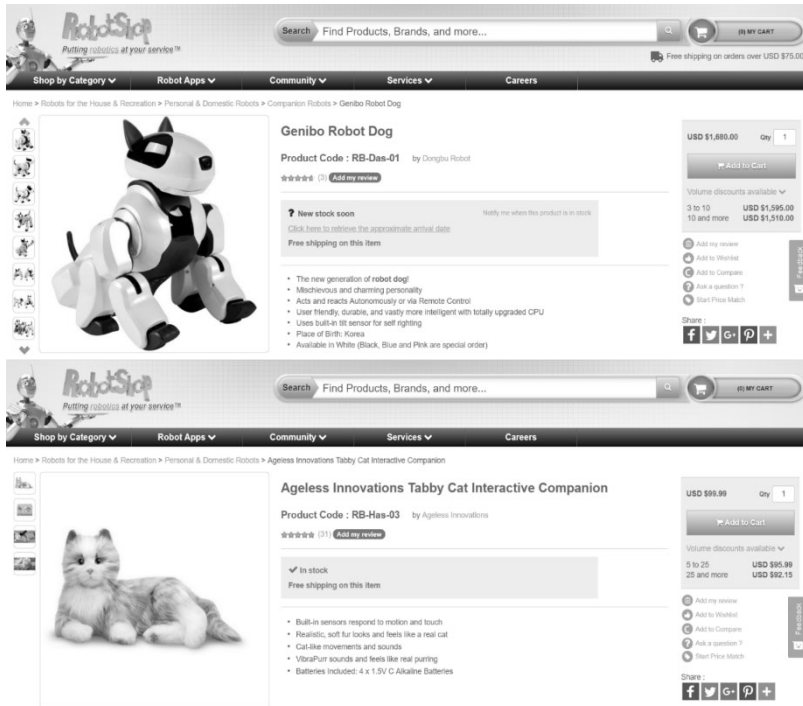 RobotShop
Putting robotics at your service™
Search Find Products, Brands, and more...
(0) MY CART
Free shipping on orders over USD $75.00
Shop by Category Robot Apps Community Services Careers
Home > Robots for the House & Recreation > Personal & Domestic Robots > Companion Robots > Genibo Robot Dog
Genibo Robot Dog
Product Code : RB-Das-01 by Dongbu Robot
(3) Add my review
? New stock soon Notify me when this product is in stock
Click here to retrieve the approximate arrival date
Free shipping on this item
• The new generation of robot dog!
• Mischievous and charming personality
• Acts and reacts Autonomously or via Remote Control
• User friendly, durable, and vastly more intelligent with totally upgraded CPU
• Uses built-in tilt sensor for self righting
• Place of Birth: Korea
• Available in White (Black, Blue and Pink are special order)
USD $1,680.00 Qty 1
Add to Cart
Volume discounts available
3 to 10 USD $1,595.00
10 and more USD $1,510.00
Add my review
Add to Wishlist
Add to Compare
Ask a question ?
Start Price Match
Feedback
Share :
RobotShop
Putting robotics at your service™
Search Find Products, Brands, and more...
(0) MY CART
Shop by Category Robot Apps Community Services Careers
Home > Robots for the House & Recreation > Personal & Domestic Robots > Ageless Innovations Tabby Cat Interactive Companion
Ageless Innovations Tabby Cat Interactive Companion
Product Code : RB-Has-03 by Ageless Innovations
(31) Add my review
In stock
Free shipping on this item
• Built-in sensors respond to motion and touch
• Realistic, soft fur looks and feels like a real cat
• Cat-like movements and sounds
• VibraPurr sounds and feels like real purring
• Batteries Included: 4 x 1.5V C Alkaline Batteries
USD $99.99 Qty 1
Add to Cart
Volume discounts available
5 to 25 USD $95.99
25 and more USD $92.15
Add my review
Add to Wishlist
Add to Compare
Ask a question ?
Start Price Match
Feedback
Share :